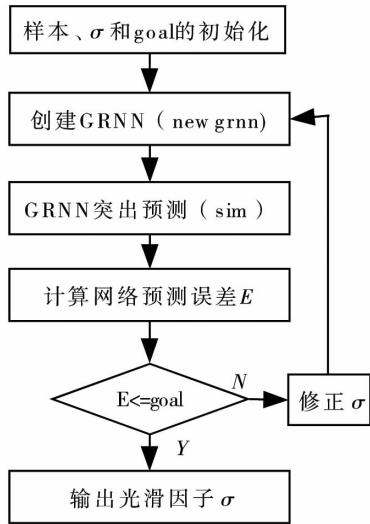 样本、σ和goal的初始化
创建GRNN（new grnn)
GRNN突出预测（sim）
计算网络预测误差E
E<=goal
N
修正σ
Y
输出光滑因子σ